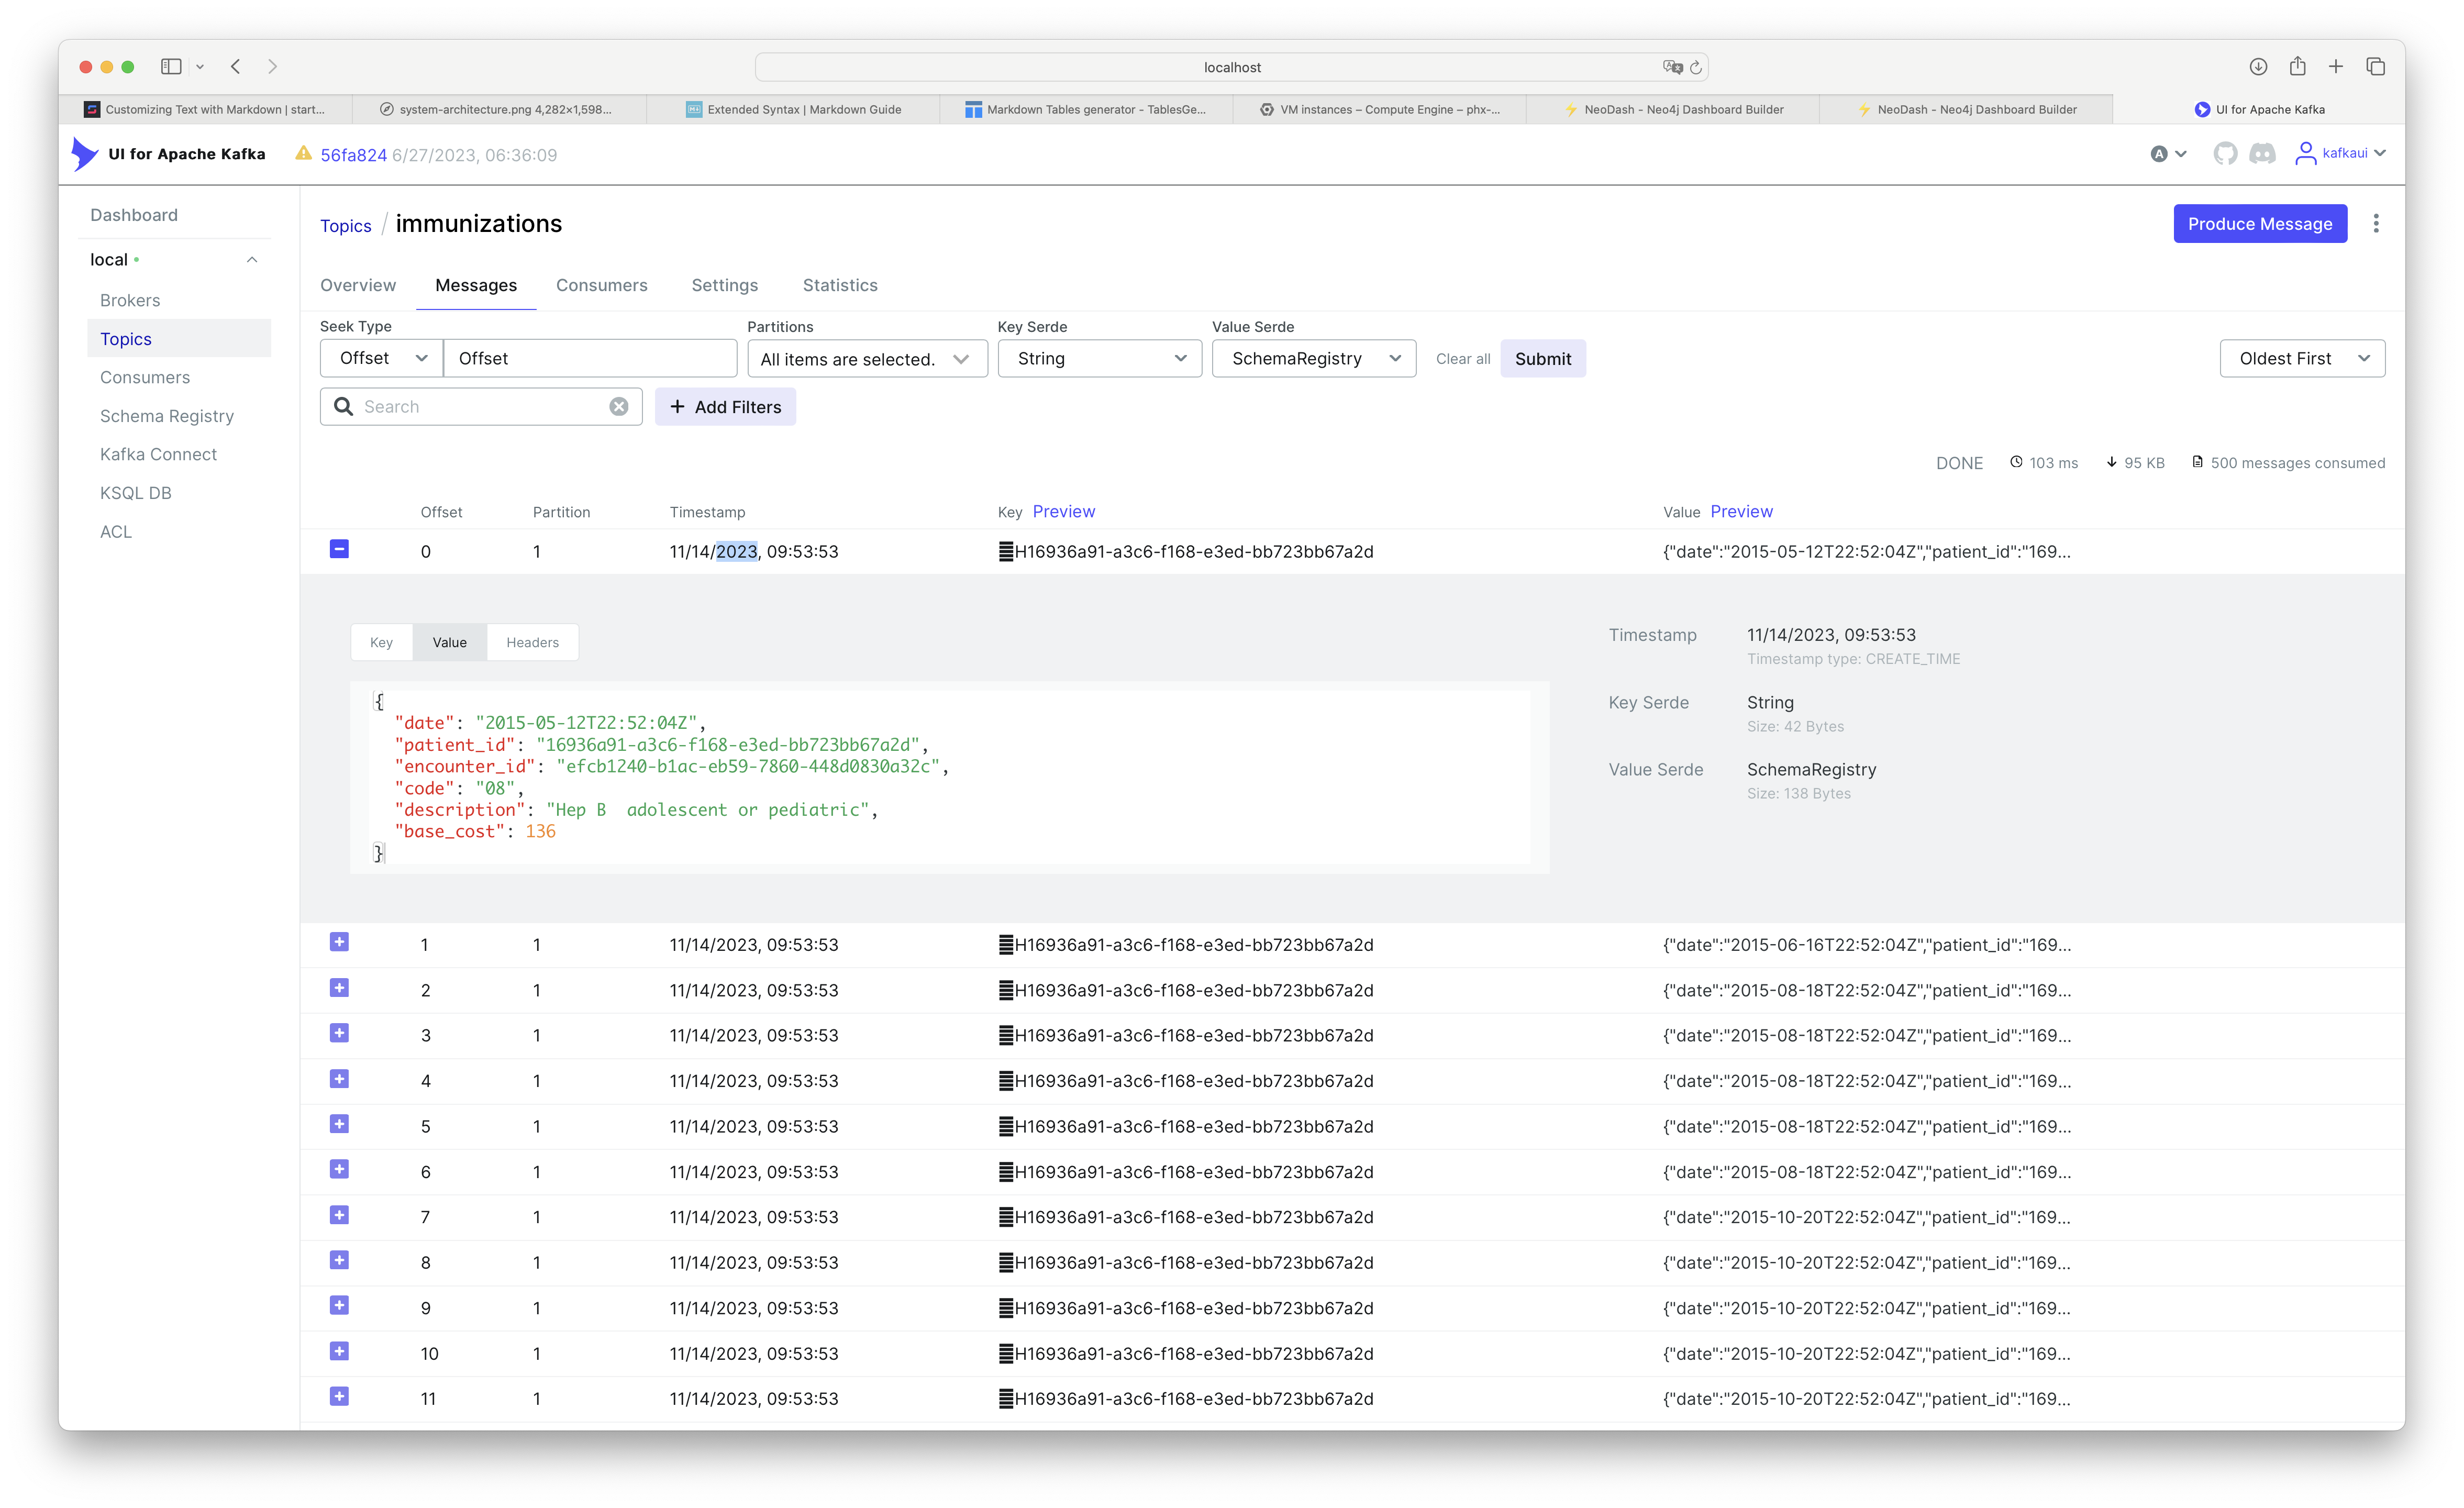 localhost
Customizing Text with Markdown | start...
system-architecture.png 4,282×1,598...
Extended Syntax | Markdown Guide
Markdown Tables generator - TablesGe...
VM instances – Compute Engine – phx-...
NeoDash - Neo4j Dashboard Builder
NeoDash - Neo4j Dashboard Builder
UI for Apache Kafka
UI for Apache Kafka 56fa824 6/27/2023, 06:36:09
A
kafkaui
Dashboard
local
Brokers
Topics
Consumers
Schema Registry
Kafka Connect
KSQL DB
ACL
Topics / immunizations
Produce Message
Overview Messages Consumers Settings Statistics
Seek Type Partitions Key Serde Value Serde
Offset Offset All items are selected. String SchemaRegistry Clear all Submit Oldest First
Search + Add Filters
DONE 103 ms 95 KB 500 messages consumed
Offset Partition Timestamp Key Preview Value Preview
0 1 11/14/2023, 09:53:53 H16936a91-a3c6-f168-e3ed-bb723bb67a2d {"date":"2015-05-12T22:52:04Z","patient_id":"169...
Key Value Headers
{
"date": "2015-05-12T22:52:04Z",
"patient_id": "16936a91-a3c6-f168-e3ed-bb723bb67a2d",
"encounter_id": "efcb1240-b1ac-eb59-7860-448d0830a32c",
"code": "08",
"description": "Hep B  adolescent or pediatric",
"base_cost": 136
}
Timestamp 11/14/2023, 09:53:53
Timestamp type: CREATE_TIME
Key Serde String
Size: 42 Bytes
Value Serde SchemaRegistry
Size: 138 Bytes
1 1 11/14/2023, 09:53:53 H16936a91-a3c6-f168-e3ed-bb723bb67a2d {"date":"2015-06-16T22:52:04Z","patient_id":"169...
2 1 11/14/2023, 09:53:53 H16936a91-a3c6-f168-e3ed-bb723bb67a2d {"date":"2015-08-18T22:52:04Z","patient_id":"169...
3 1 11/14/2023, 09:53:53 H16936a91-a3c6-f168-e3ed-bb723bb67a2d {"date":"2015-08-18T22:52:04Z","patient_id":"169...
4 1 11/14/2023, 09:53:53 H16936a91-a3c6-f168-e3ed-bb723bb67a2d {"date":"2015-08-18T22:52:04Z","patient_id":"169...
5 1 11/14/2023, 09:53:53 H16936a91-a3c6-f168-e3ed-bb723bb67a2d {"date":"2015-08-18T22:52:04Z","patient_id":"169...
6 1 11/14/2023, 09:53:53 H16936a91-a3c6-f168-e3ed-bb723bb67a2d {"date":"2015-08-18T22:52:04Z","patient_id":"169...
7 1 11/14/2023, 09:53:53 H16936a91-a3c6-f168-e3ed-bb723bb67a2d {"date":"2015-10-20T22:52:04Z","patient_id":"169...
8 1 11/14/2023, 09:53:53 H16936a91-a3c6-f168-e3ed-bb723bb67a2d {"date":"2015-10-20T22:52:04Z","patient_id":"169...
9 1 11/14/2023, 09:53:53 H16936a91-a3c6-f168-e3ed-bb723bb67a2d {"date":"2015-10-20T22:52:04Z","patient_id":"169...
10 1 11/14/2023, 09:53:53 H16936a91-a3c6-f168-e3ed-bb723bb67a2d {"date":"2015-10-20T22:52:04Z","patient_id":"169...
11 1 11/14/2023, 09:53:53 H16936a91-a3c6-f168-e3ed-bb723bb67a2d {"date":"2015-10-20T22:52:04Z","patient_id":"169...